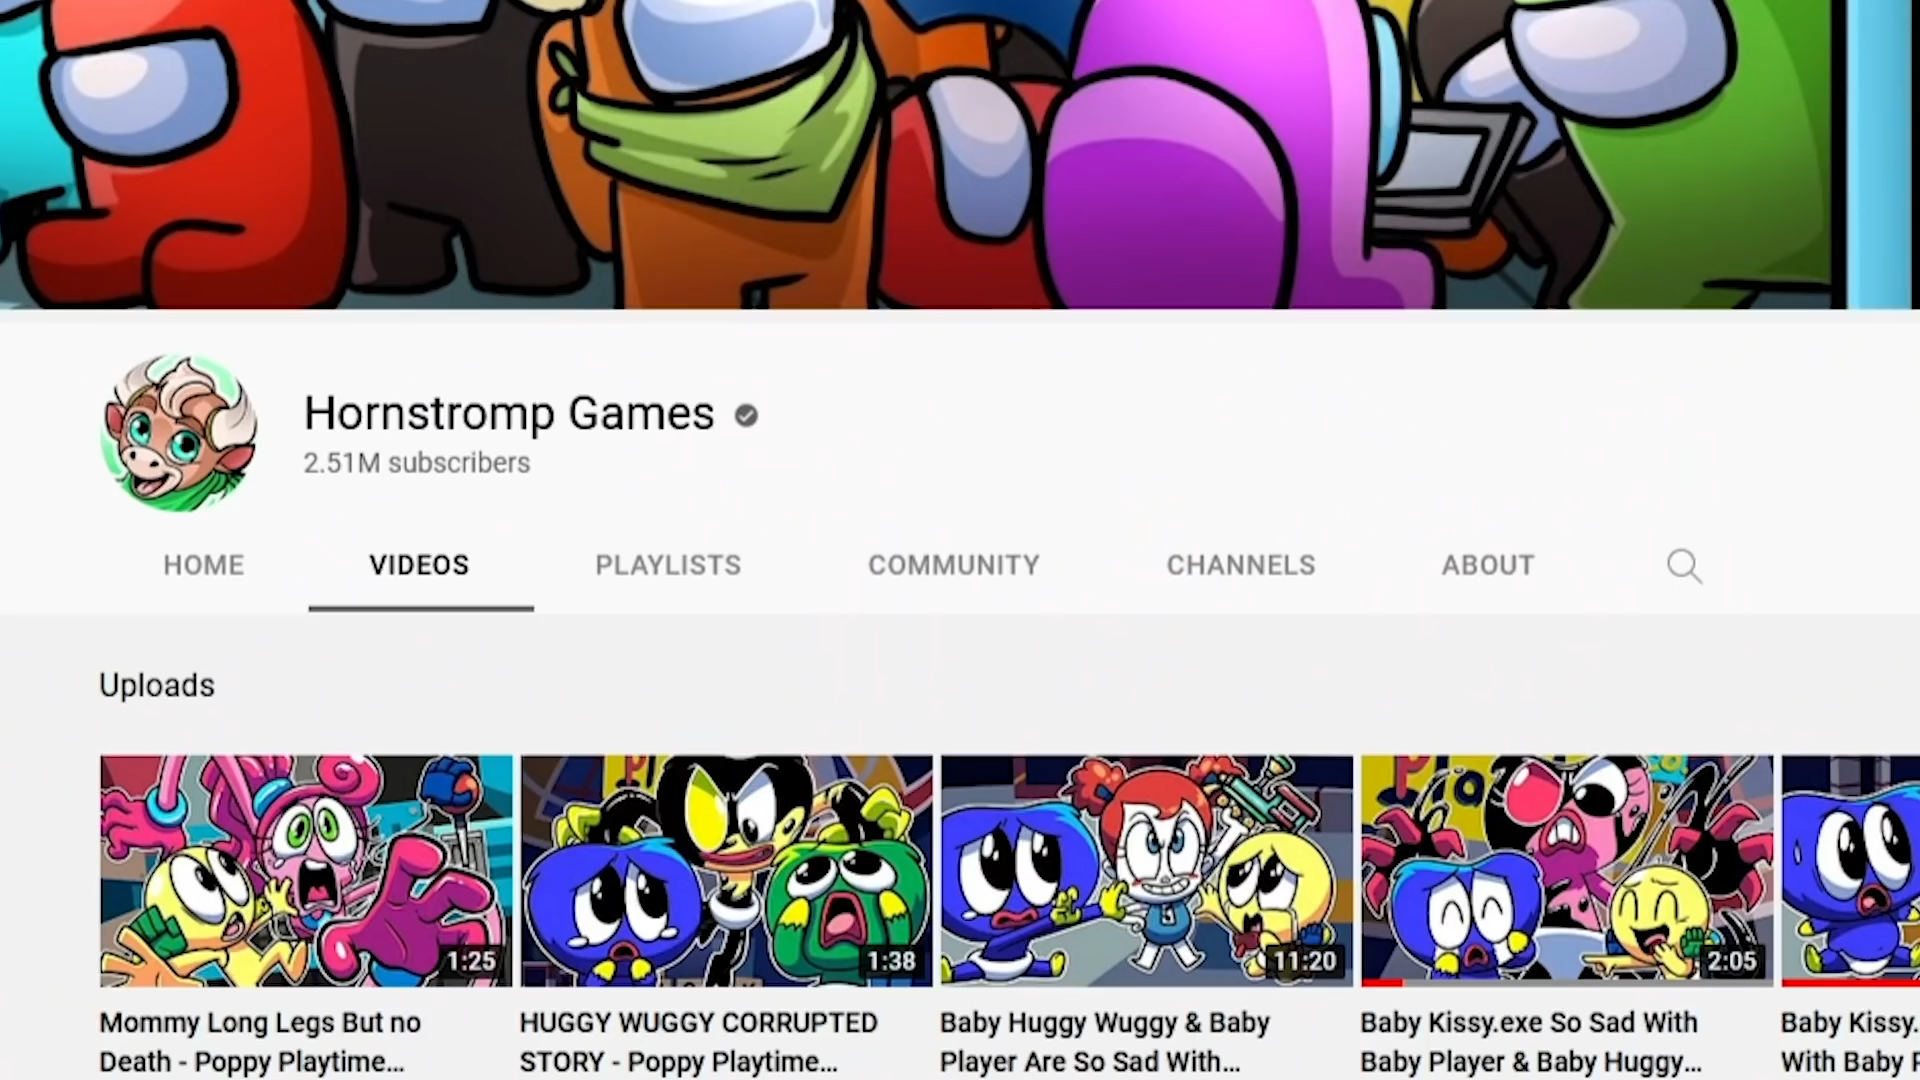 Hornstromp Games
2.51M subscribers
HOME VIDEOS PLAYLISTS COMMUNITY CHANNELS ABOUT
Uploads
1:25
1:38
11:20
2:05
Mommy Long Legs But no
Death - Poppy Playtime...
HUGGY WUGGY CORRUPTED
STORY - Poppy Playtime...
Baby Huggy Wuggy & Baby
Player Are So Sad With...
Baby Kissy.exe So Sad With
Baby Player & Baby Huggy...
Baby Kissy.
With Baby